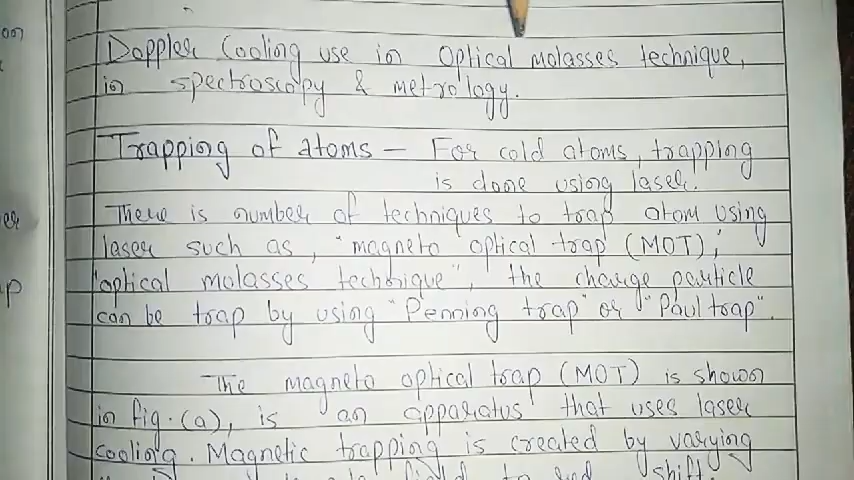 Doppler Cooling use in Optical molasses technique,
in spectroscopy & metrology.
Trapping of atoms – For cold atoms, trapping
is done using laser.
There is number of techniques to trap atom using
laser such as, "magneto optical trap (MOT),
"optical molasses technique", the charge particle
can be trap by using "Penning trap" or "Paul trap".
The magneto optical trap (MOT) is shown
in fig.(a), is an apparatus that uses laser
cooling. Magnetic trapping is created by varying
shift.